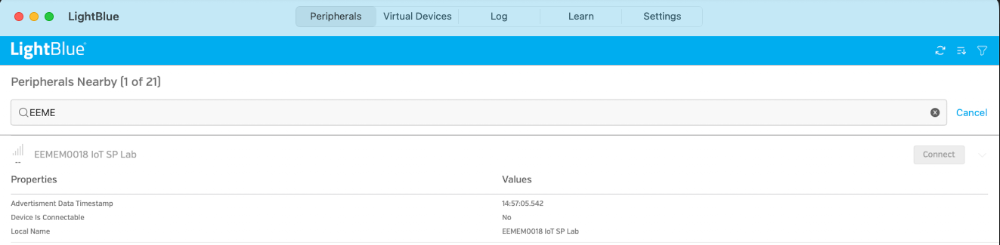 LightBlue Peripherals Virtual Devices Log Learn Settings
LightBlue®
Peripherals Nearby (1 of 21)
EEME x Cancel
EEMEM0018 IoT SP Lab Connect
--
Properties Values
Advertisment Data Timestamp 14:57:05.542
Device Is Connectable No
Local Name EEMEM0018 IoT SP Lab